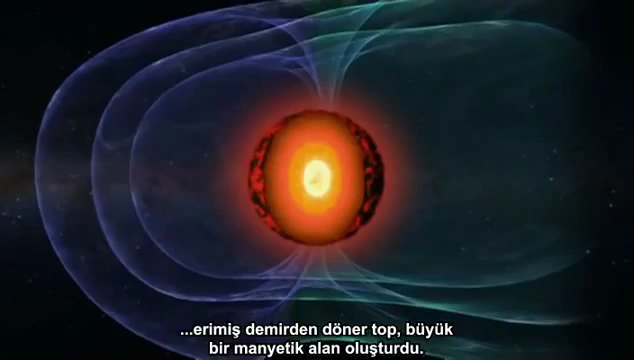 ...erimiş demirden döner top, büyük
bir manyetik alan oluşturdu.